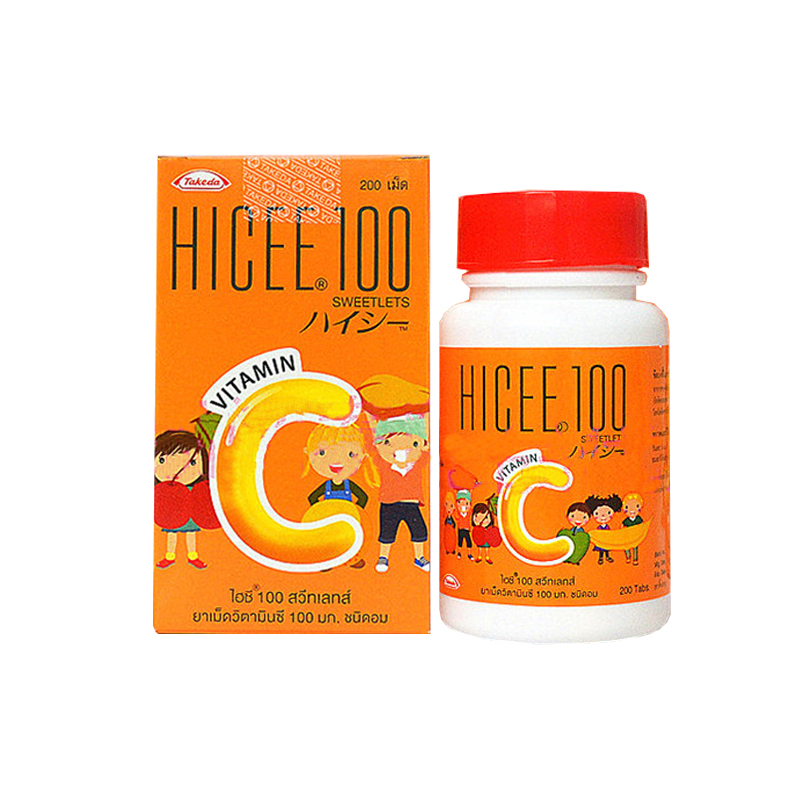 Takeda
200 เม็ด
HICEE® 100
SWEETLETS
ハイシー™
VITAMIN
C
ไฮซี® 100 สวีทเลทส์
ยาเม็ดวิตามินซี 100 มก. ชนิดอม
HICEE® 100
SWEETLET
ハイシー
VITAMIN
C
ไฮซี® 100 สวีทเลทส์
ยาเม็ดวิตามินซี 100 มก. ชนิดอม
Takeda
200 Tabs